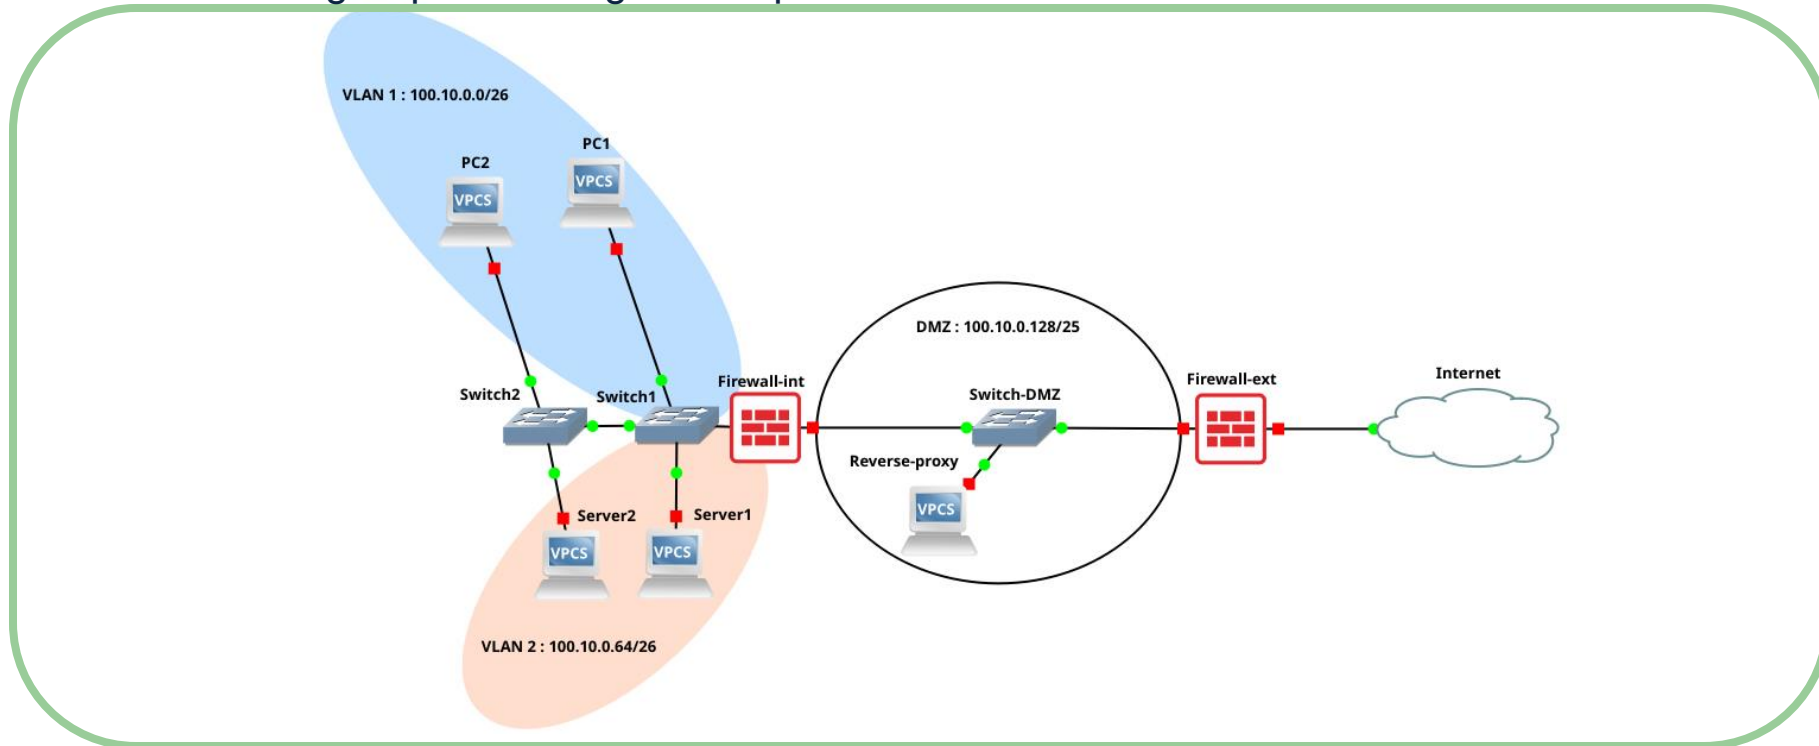 VLAN 1 : 100.10.0.0/26
PC1
PC2
VPCS
VPCS
DMZ : 100.10.0.128/25
Internet
Firewall-ext
Firewall-int
Switch2
Switch1
Switch-DMZ
Reverse-proxy
VPCS
Server2
Server1
VPCS
VPCS
VLAN 2 : 100.10.0.64/26